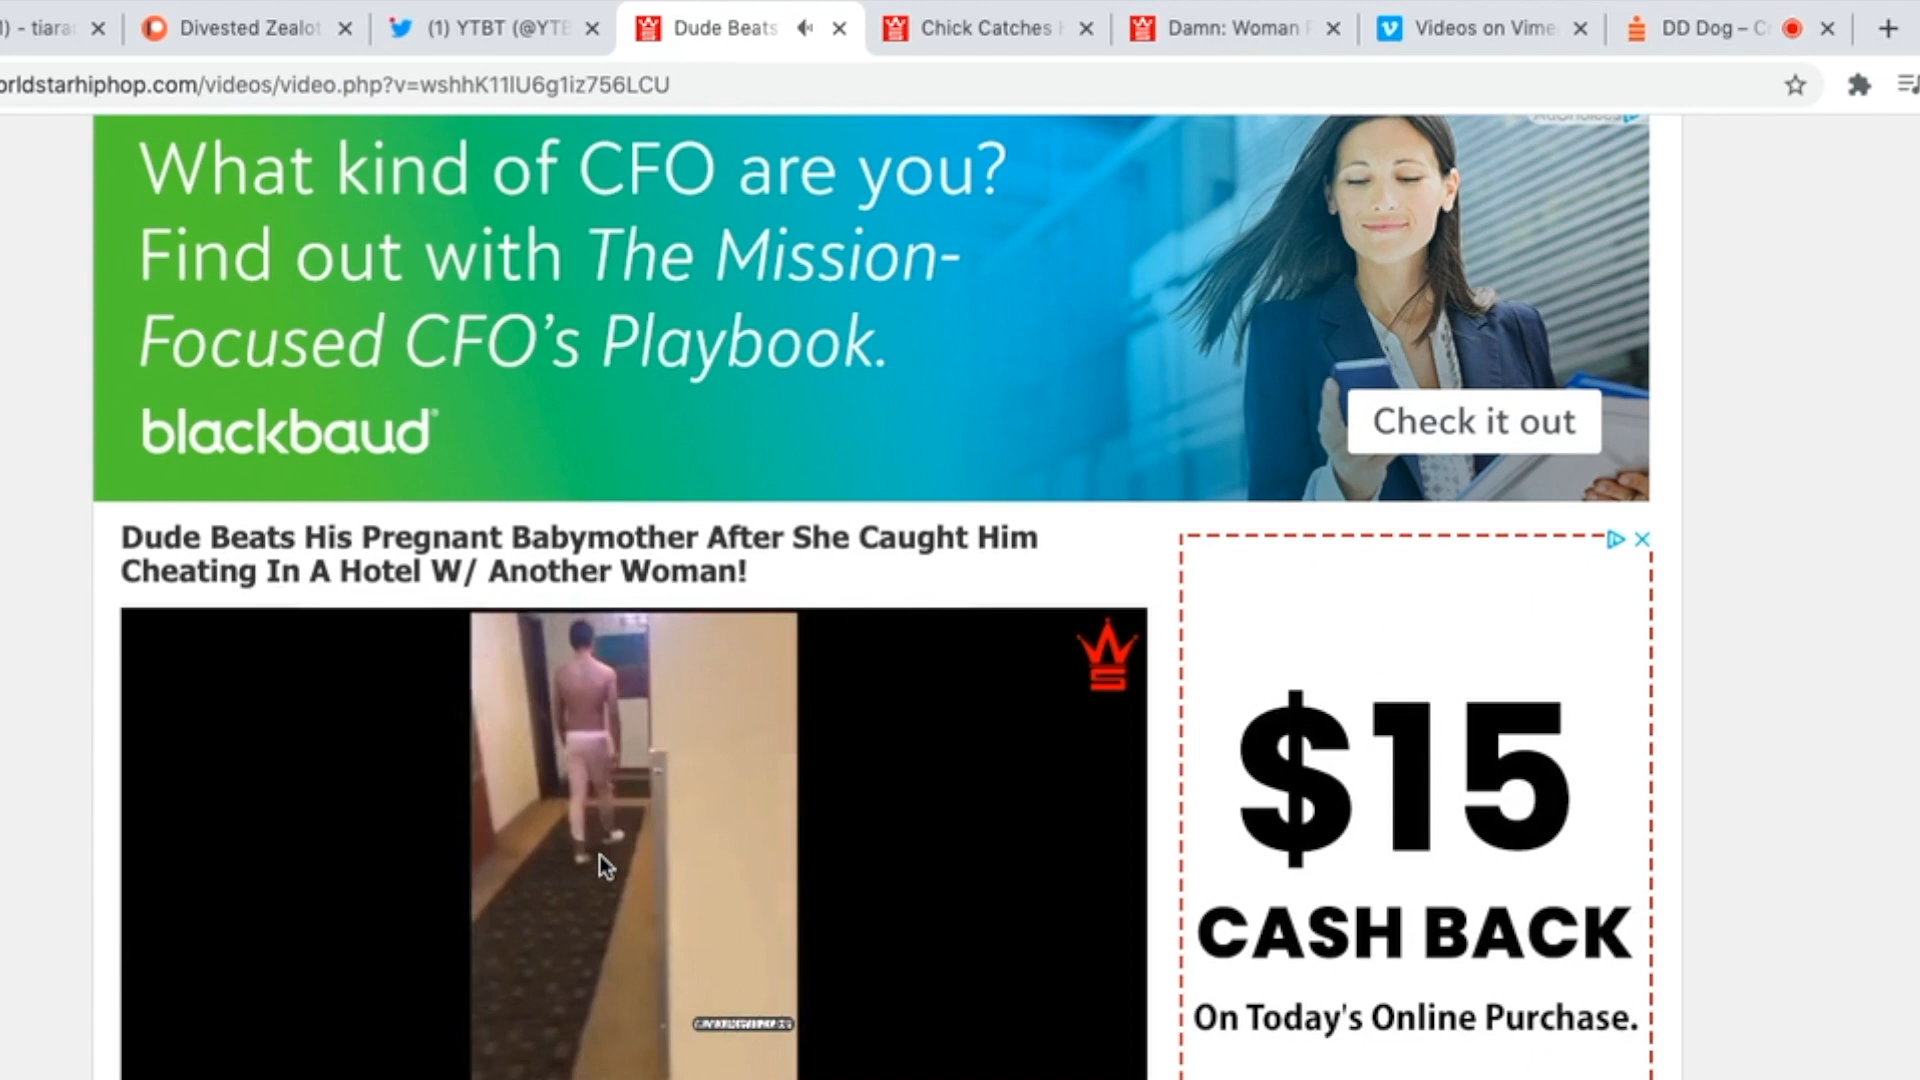 ) - tiara
Divested Zealot
(1) YTBT (@YTB
Dude Beats
Chick Catches
Damn: Woman
Videos on Vime
DD Dog – C
orldstarhiphop.com/videos/video.php?v=wshhK11lU6g1iz756LCU
What kind of CFO are you?
Find out with The Mission-
Focused CFO's Playbook.
blackbaud
Check it out
Dude Beats His Pregnant Babymother After She Caught Him
Cheating In A Hotel W/ Another Woman!
$15
CASH BACK
On Today's Online Purchase.